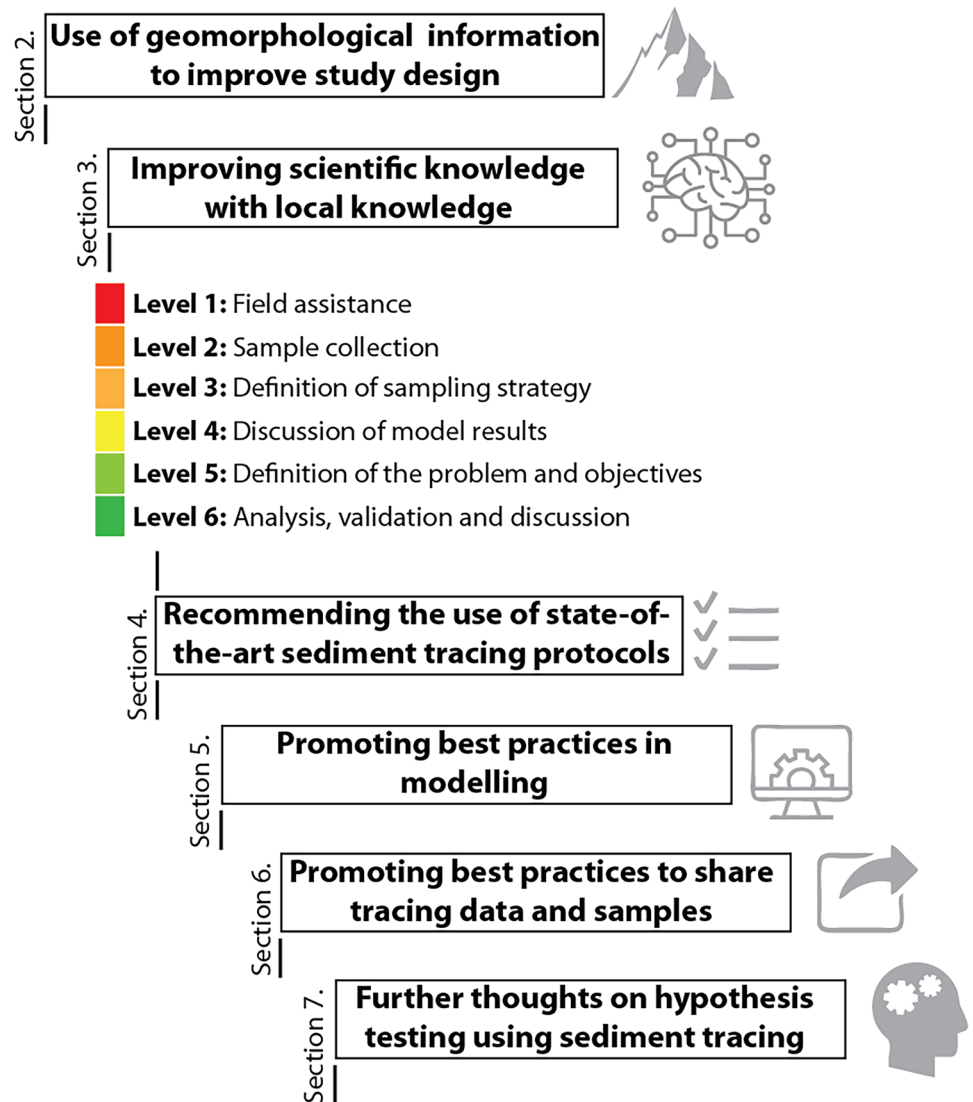 Section 2.
Use of geomorphological information
to improve study design
Section 3.
Improving scientific knowledge
with local knowledge
Level 1: Field assistance
Level 2: Sample collection
Level 3: Definition of sampling strategy
Level 4: Discussion of model results
Level 5: Definition of the problem and objectives
Level 6: Analysis, validation and discussion
Section 4.
Recommending the use of state-of-
the-art sediment tracing protocols
Section 5.
Promoting best practices in
modelling
Section 6.
Promoting best practices to share
tracing data and samples
Section 7.
Further thoughts on hypothesis
testing using sediment tracing